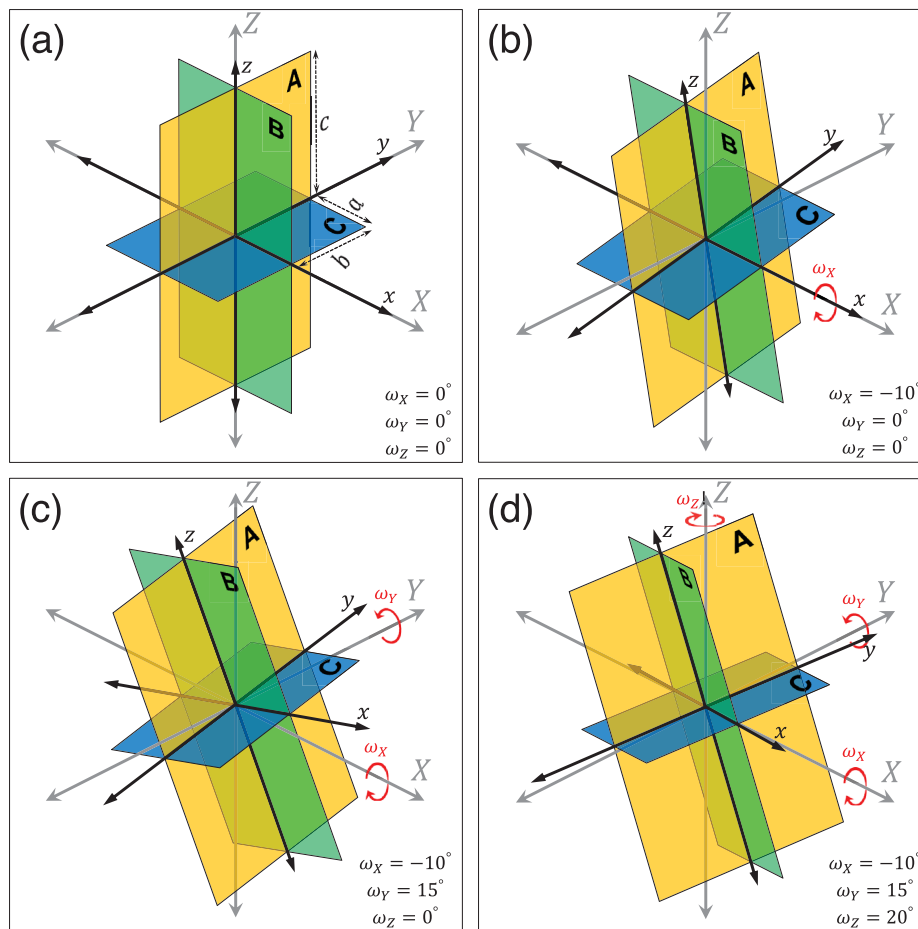 (a)
Z
z
A
B
c
Y
y
a
C
b
x
X
ω_X = 0°
ω_Y = 0°
ω_Z = 0°
(b)
Z
z
A
B
Y
y
C
ω_X
x
X
ω_X = −10°
ω_Y = 0°
ω_Z = 0°
(c)
Z
z
A
B
ω_Y
Y
y
C
x
ω_X
X
ω_X = −10°
ω_Y = 15°
ω_Z = 0°
(d)
ω_Z
Z
z
A
B
ω_Y
Y
y
C
x
ω_X
X
ω_X = −10°
ω_Y = 15°
ω_Z = 20°